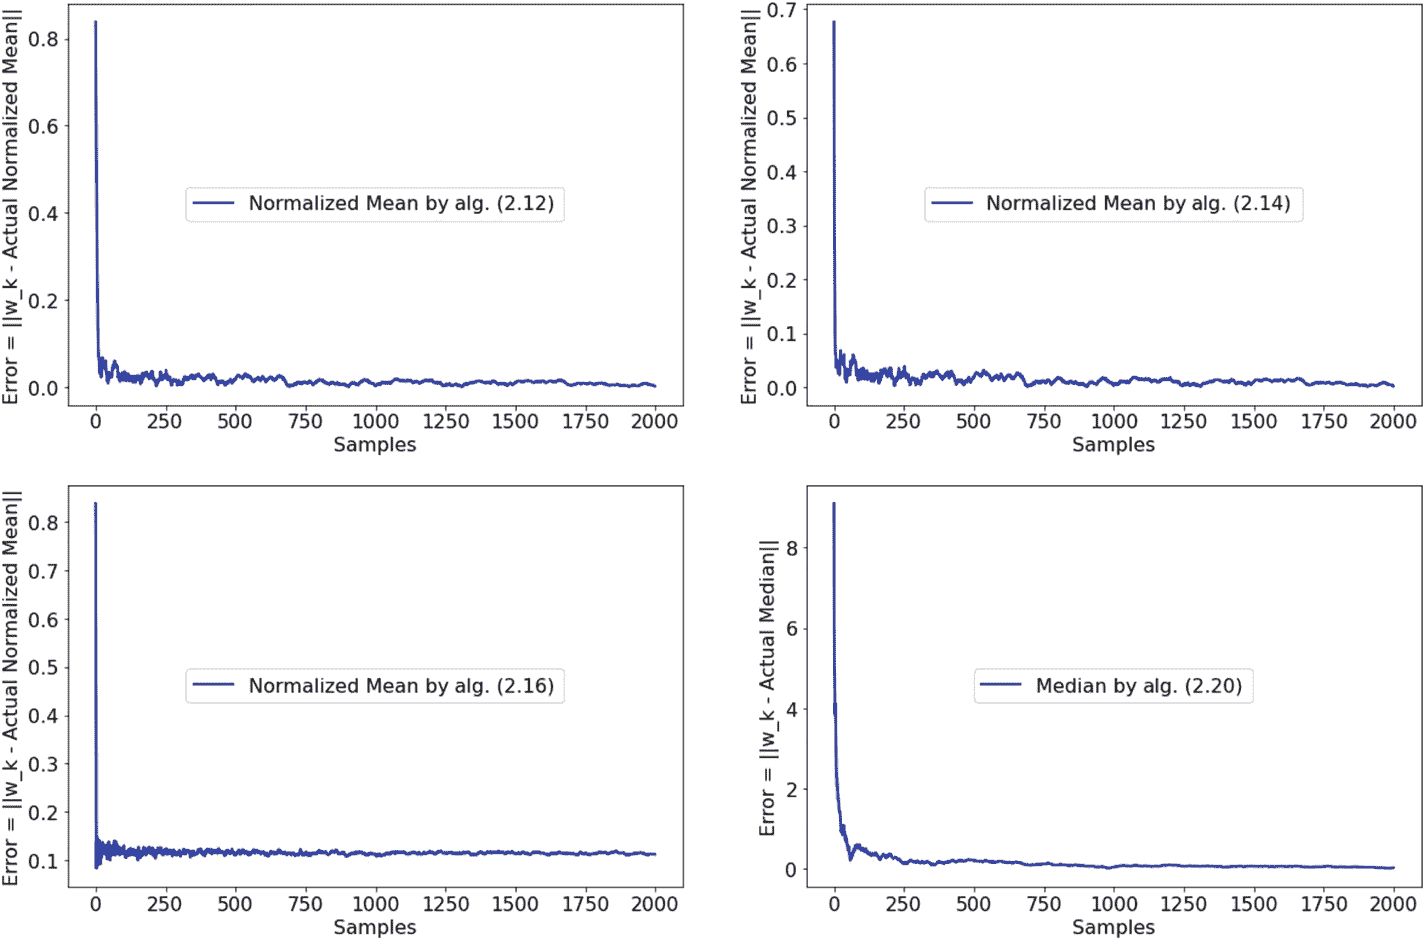 Error = ||w_k - Actual Normalized Mean||
0.8
0.6
0.4
0.2
0.0
Normalized Mean by alg. (2.12)
0 250 500 750 1000 1250 1500 1750 2000
Samples
Error = ||w_k - Actual Normalized Mean||
0.7
0.6
0.5
0.4
0.3
0.2
0.1
0.0
Normalized Mean by alg. (2.14)
0 250 500 750 1000 1250 1500 1750 2000
Samples
Error = ||w_k - Actual Normalized Mean||
0.8
0.7
0.6
0.5
0.4
0.3
0.2
0.1
Normalized Mean by alg. (2.16)
0 250 500 750 1000 1250 1500 1750 2000
Samples
Error = ||w_k - Actual Median||
8
6
4
2
0
Median by alg. (2.20)
0 250 500 750 1000 1250 1500 1750 2000
Samples